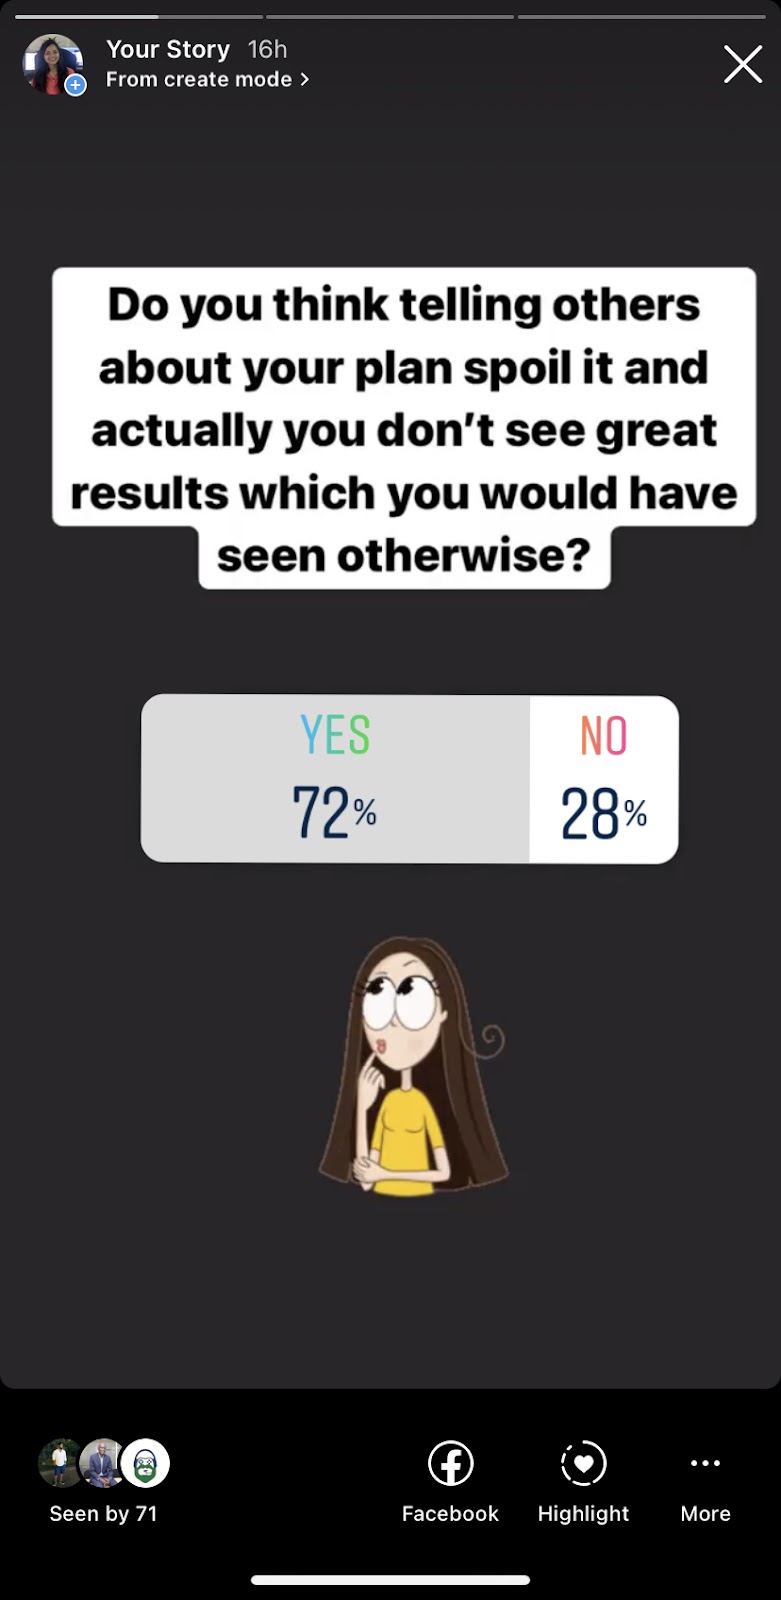 Your Story 16h
From create mode >
Do you think telling others
about your plan spoil it and
actually you don't see great
results which you would have
seen otherwise?
YES NO
72% 28%
Seen by 71
Facebook Highlight More